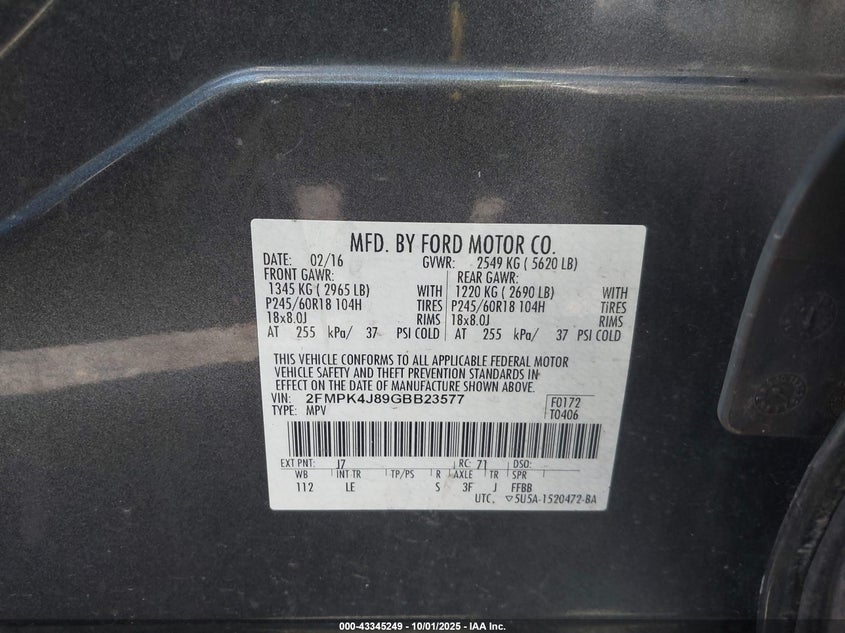 MFD. BY FORD MOTOR CO.
DATE: 02/16 GVWR: 2549 KG ( 5620 LB)
FRONT GAWR: REAR GAWR:
1345 KG ( 2965 LB) WITH 1220 KG ( 2690 LB) WITH
P245/60R18 104H TIRES P245/60R18 104H TIRES
18x8.0J RIMS 18x8.0J RIMS
AT 255 kPa/ 37 PSI COLD AT 255 kPa/ 37 PSI COLD
THIS VEHICLE CONFORMS TO ALL APPLICABLE FEDERAL MOTOR
VEHICLE SAFETY AND THEFT PREVENTION STANDARDS IN
EFFECT ON THE DATE OF MANUFACTURE SHOWN ABOVE.
VIN: 2FMPK4J89GBB23577 F0172
TYPE: MPV T0406
EXT PNT: J7 RC: 71 DSO:
WB INT TR TP/PS R AXLE TR SPR
112 LE S 3F J FFBB
UTC, ▽5U5A-1520472-BA
000-43345249 - 10/01/2025 - IAA Inc.